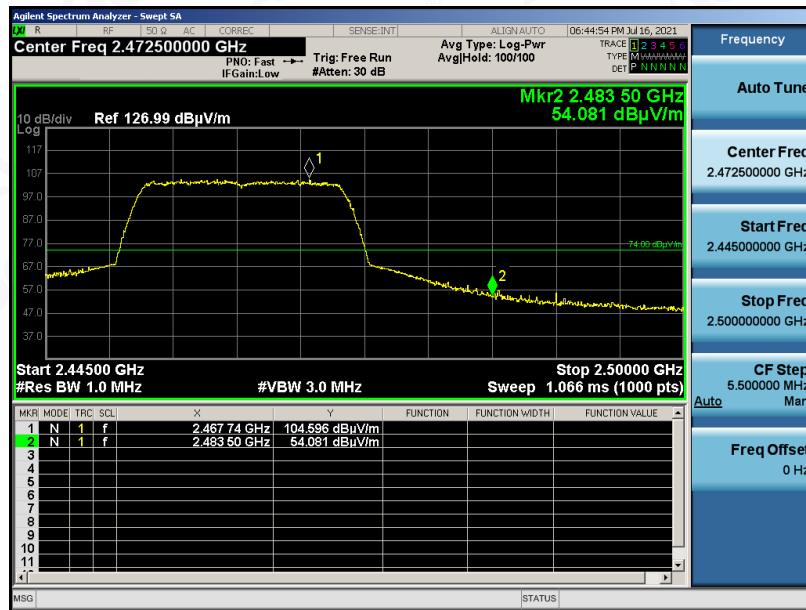 Agilent Spectrum Analyzer - Swept SA
LXI R RF 50 Ω AC CORREC SENSE:INT ALIGN AUTO 06:44:54 PM Jul 16, 2021
Center Freq 2.472500000 GHz
PNO: Fast
IFGain:Low
Trig: Free Run
#Atten: 30 dB
Avg Type: Log-Pwr
Avg|Hold: 100/100
TRACE 1 2 3 4 5 6
TYPE M W W W W W
DET P N N N N N
Mkr2 2.483 50 GHz
54.081 dBµV/m
10 dB/div Ref 126.99 dBµV/m
Log
117
107
97.0
87.0
77.0
67.0
57.0
47.0
37.0
1
74.00 dBµV/m
2
Start 2.44500 GHz Stop 2.50000 GHz
#Res BW 1.0 MHz #VBW 3.0 MHz Sweep 1.066 ms (1000 pts)
MKR MODE TRC SCL X Y FUNCTION FUNCTION WIDTH FUNCTION VALUE
1 N 1 f 2.467 74 GHz 104.596 dBµV/m
2 N 1 f 2.483 50 GHz 54.081 dBµV/m
3
4
5
6
7
8
9
10
11
MSG STATUS
Frequency
Auto Tune
Center Freq
2.472500000 GHz
Start Freq
2.445000000 GHz
Stop Freq
2.500000000 GHz
CF Step
5.500000 MHz
Auto Man
Freq Offset
0 Hz